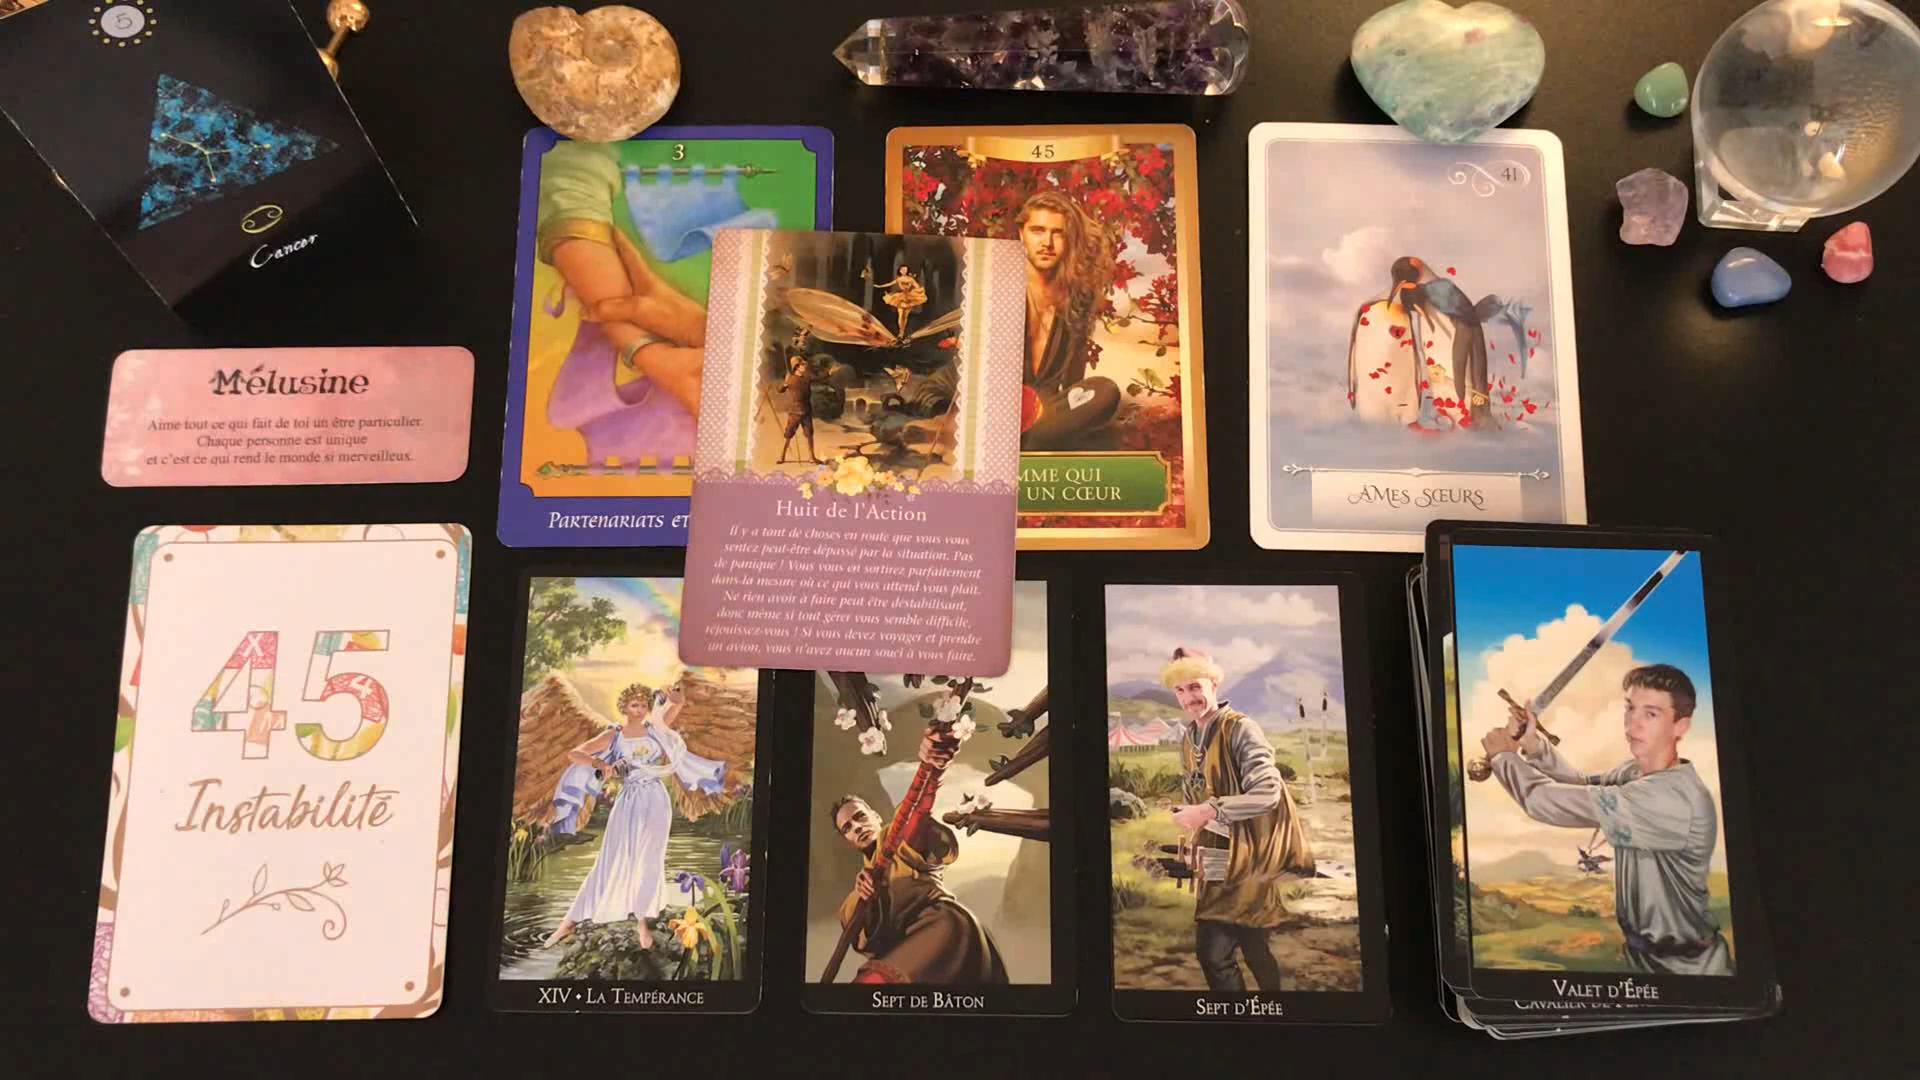 5
Cancer
Mélusine
Aime tout ce qui fait de toi un être particulier.
Chaque personne est unique
et c'est ce qui rend le monde si merveilleux.
3
PARTENARIATS ET
45
MME QUI
UN CŒUR
41
ÂMES SŒURS
Huit de l'Action
Il y a tant de choses en route que vous vous
sentez peut-être dépassé par la situation. Pas
de panique ! Vous vous en sortirez parfaitement
dans la mesure où ce qui vous attend vous plaît.
Ne rien avoir à faire peut être déstabilisant,
donc même si tout gérer vous semble difficile,
réjouissez-vous ! Si vous devez voyager et prendre
un avion, vous n'avez aucun souci à vous faire.
45
Instabilité
XIV • LA TEMPÉRANCE
SEPT DE BÂTON
SEPT D'ÉPÉE
VALET D'ÉPÉE
CAVALIER DE